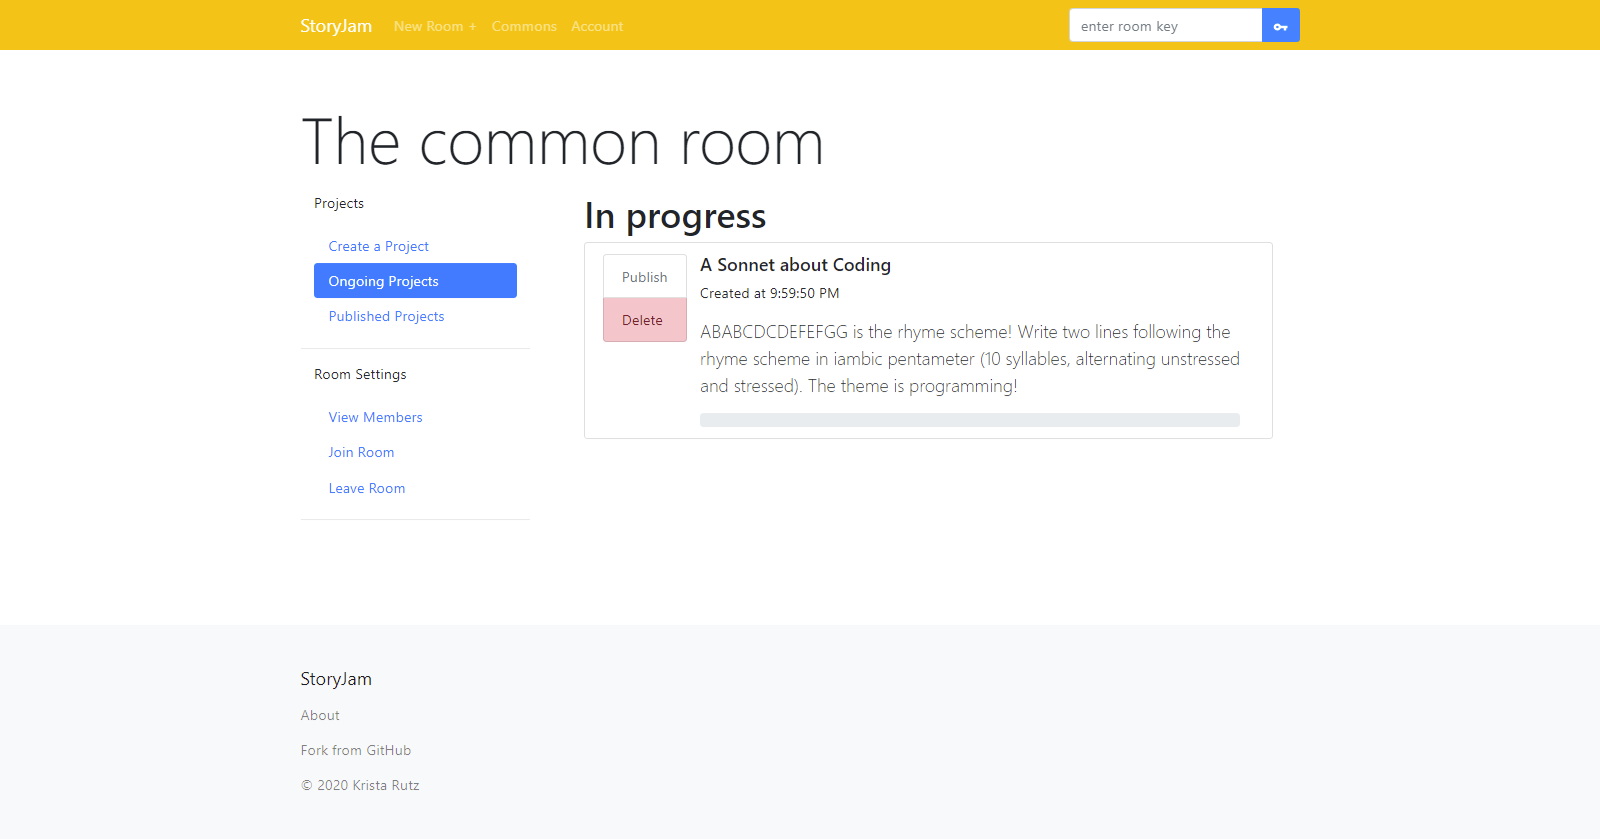 StoryJam New Room + Commons Account enter room key
The common room
Projects
Create a Project
Ongoing Projects
Published Projects
Room Settings
View Members
Join Room
Leave Room
In progress
Publish
Delete
A Sonnet about Coding
Created at 9:59:50 PM
ABABCDCDEFEFGG is the rhyme scheme! Write two lines following the
rhyme scheme in iambic pentameter (10 syllables, alternating unstressed
and stressed). The theme is programming!
StoryJam
About
Fork from GitHub
© 2020 Krista Rutz